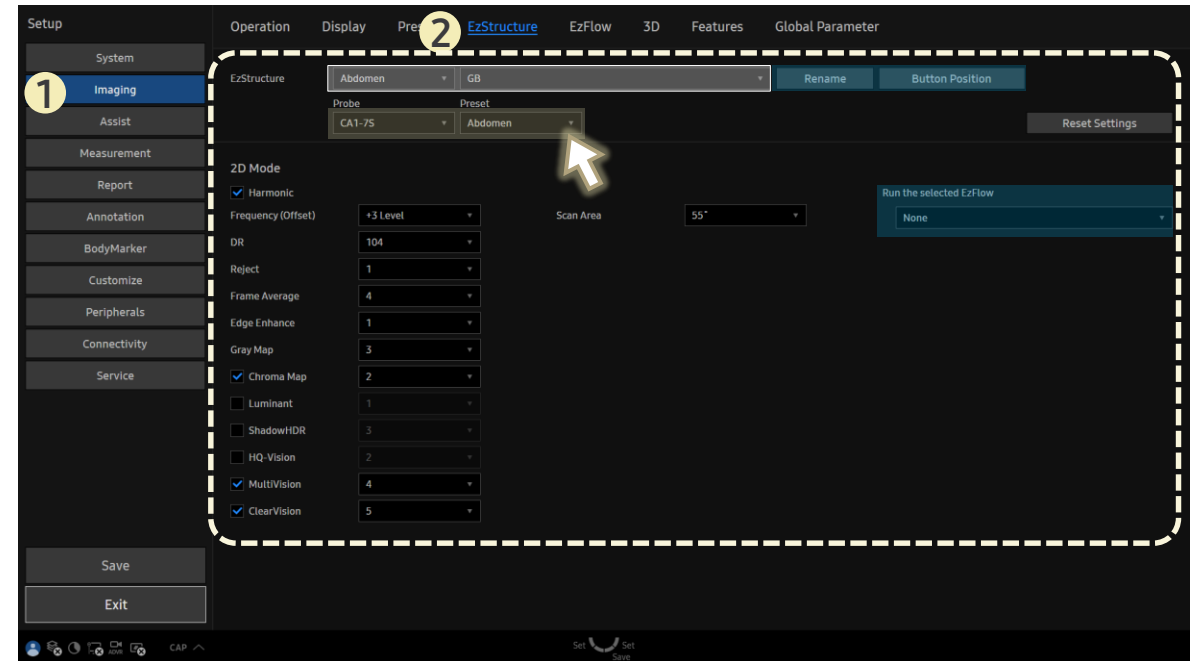 Setup
Operation Display Pre 2 EzStructure EzFlow 3D Features Global Parameter
System
1 Imaging
Assist
Measurement
Report
Annotation
BodyMarker
Customize
Peripherals
Connectivity
Service
Save
Exit
EzStructure Abdomen GB Rename Button Position
Probe Preset
CA1-7S Abdomen Reset Settings
2D Mode
Harmonic Run the selected EzFlow
Frequency (Offset) +3 Level Scan Area 55˚ None
DR 104
Reject 1
Frame Average 4
Edge Enhance 1
Gray Map 3
Chroma Map 2
Luminant 1
ShadowHDR 3
HQ-Vision 2
MultiVision 4
ClearVision 5
CAP Set Set
Save